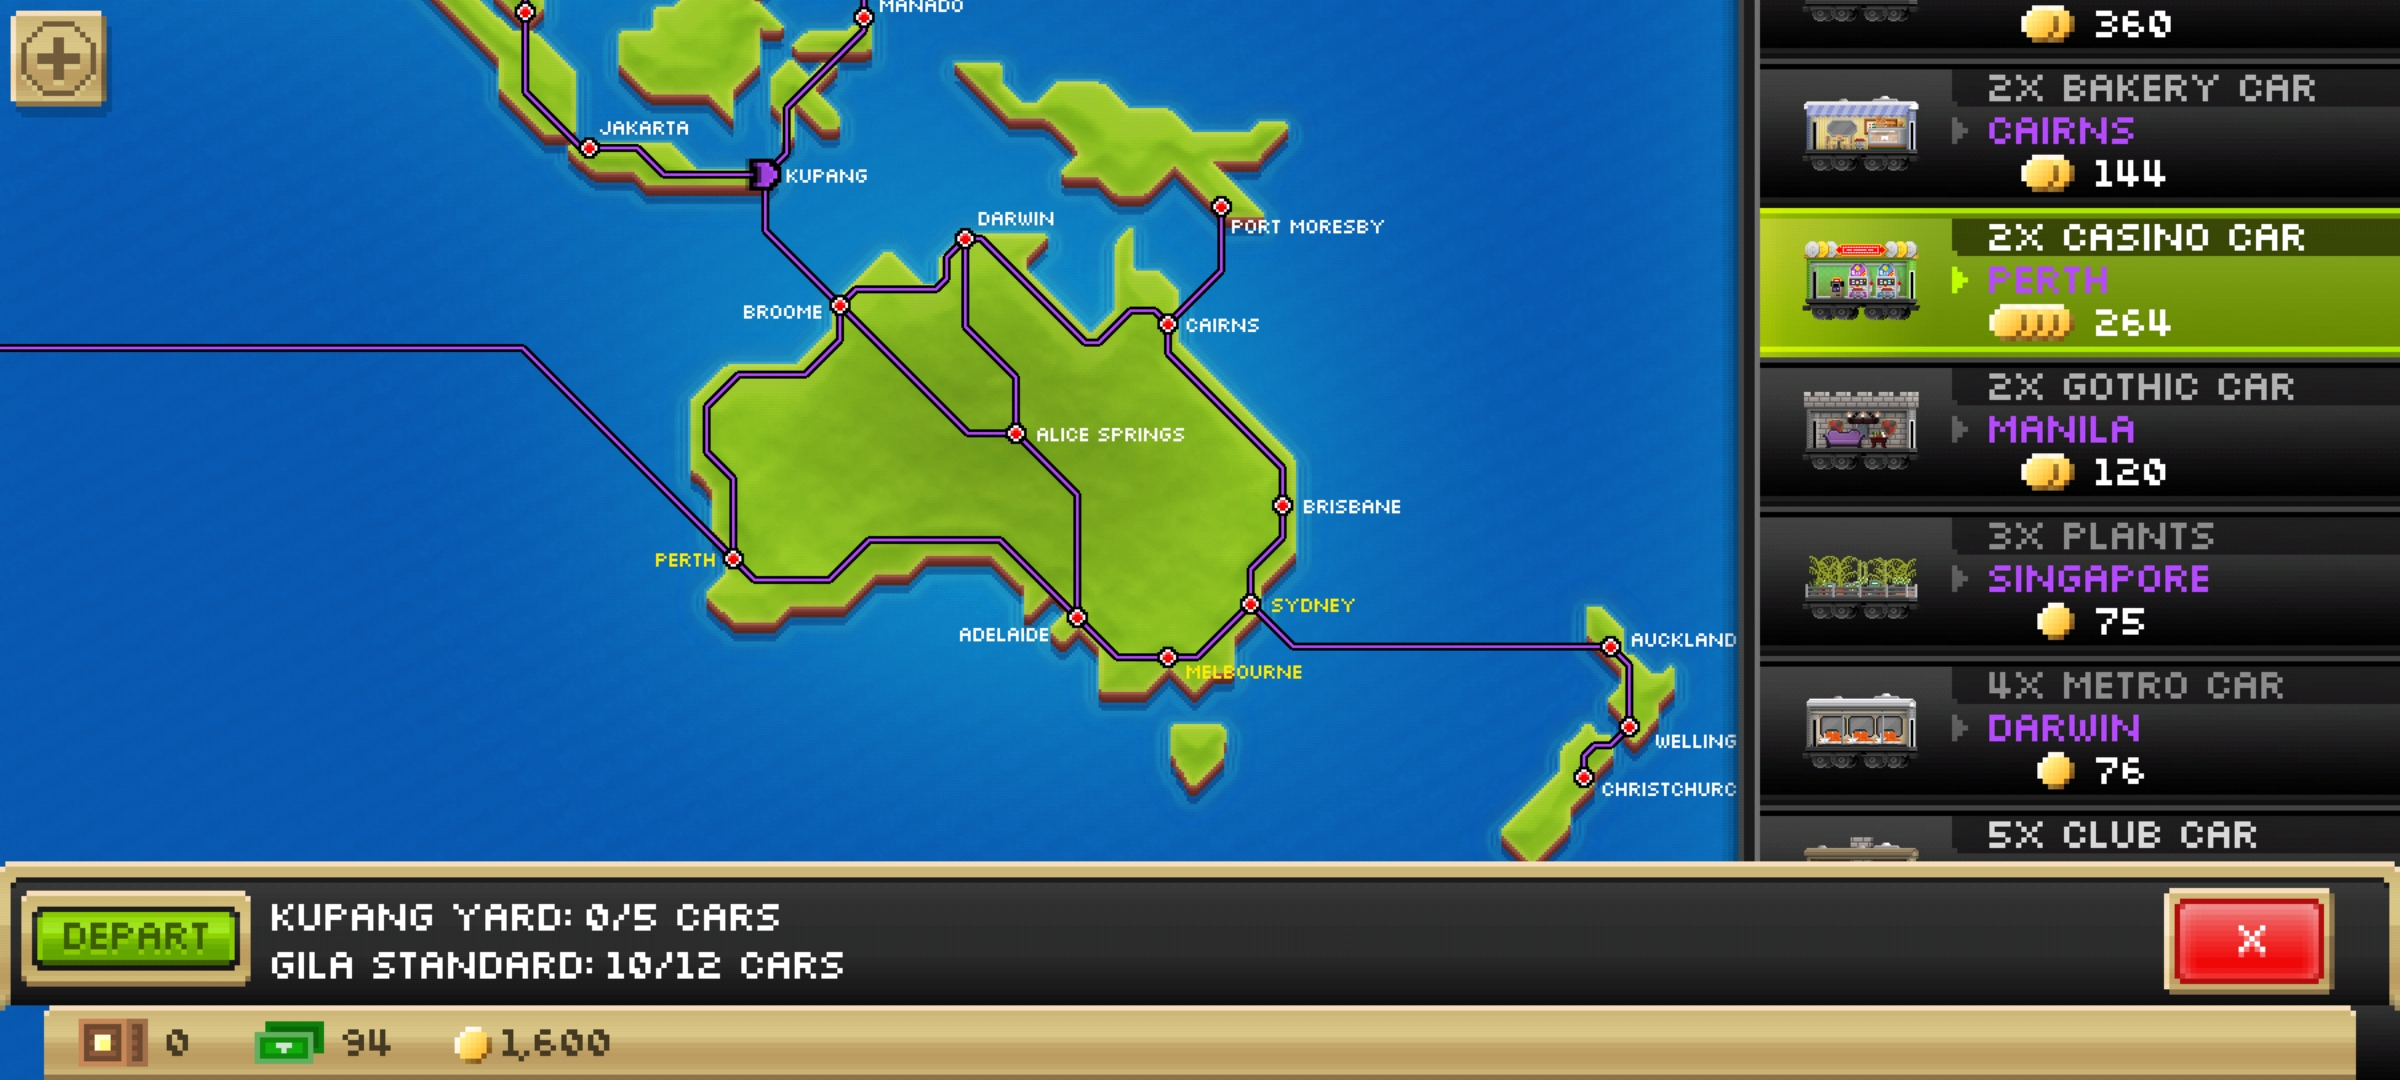 MANADO
JAKARTA
KUPANG
DARWIN
PORT MORESBY
BROOME
CAIRNS
ALICE SPRINGS
BRISBANE
PERTH
SYDNEY
ADELAIDE
MELBOURNE
AUCKLAND
WELLING
CHRISTCHURC
360
2X BAKERY CAR
CAIRNS
144
2X CASINO CAR
PERTH
264
2X GOTHIC CAR
MANILA
120
3X PLANTS
SINGAPORE
75
4X METRO CAR
DARWIN
76
5X CLUB CAR
DEPART
KUPANG YARD: 0/5 CARS
GILA STANDARD: 10/12 CARS
X
0
94
1,600